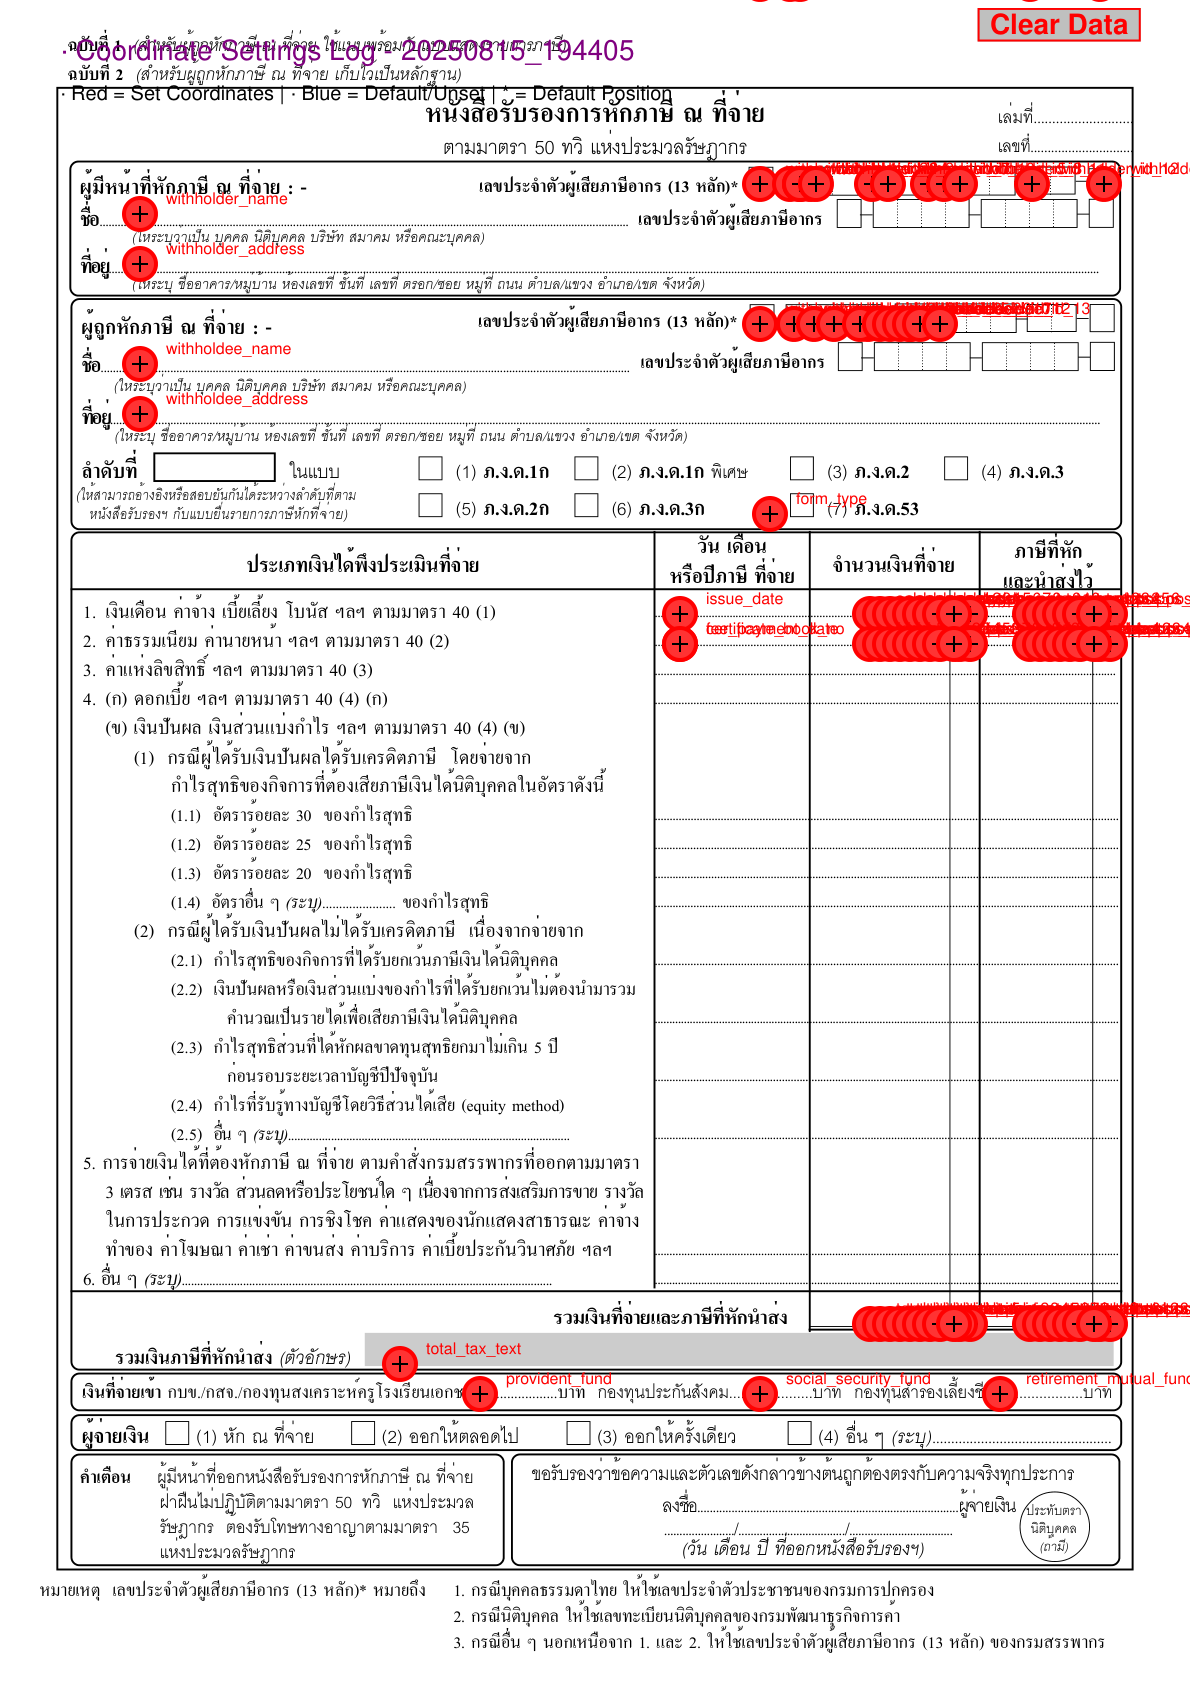 Clear Data
ฉบับที่ 1 (สำหรับผู้ถูกหักภาษี ณ ที่จ่าย ใช้แนบพร้อมกับแบบแสดงรายการภาษี)
· Coordinate Settings Log - 20250815_194405
ฉบับที่ 2 (สำหรับผู้ถูกหักภาษี ณ ที่จ่าย เก็บไว้เป็นหลักฐาน)
· Red = Set Coordinates | · Blue = Default/Unset | * = Default Position
หนังสือรับรองการหักภาษี ณ ที่จ่าย
เล่มที่
ตามมาตรา 50 ทวิ แห่งประมวลรัษฎากร
เลขที่
ผู้มีหน้าที่หักภาษี ณ ที่จ่าย : -
เลขประจำตัวผู้เสียภาษีอากร (13 หลัก)*
withholder_name
ชื่อ
เลขประจำตัวผู้เสียภาษีอากร
(ให้ระบุว่าเป็น บุคคล นิติบุคคล บริษัท สมาคม หรือคณะบุคคล)
withholder_address
ที่อยู่
(ให้ระบุ ชื่ออาคาร/หมู่บ้าน ห้องเลขที่ ชั้นที่ เลขที่ ตรอก/ซอย หมู่ที่ ถนน ตำบล/แขวง อำเภอ/เขต จังหวัด)
ผู้ถูกหักภาษี ณ ที่จ่าย : -
เลขประจำตัวผู้เสียภาษีอากร (13 หลัก)*
withholdee_name
ชื่อ
เลขประจำตัวผู้เสียภาษีอากร
(ให้ระบุว่าเป็น บุคคล นิติบุคคล บริษัท สมาคม หรือคณะบุคคล)
withholdee_address
ที่อยู่
(ให้ระบุ ชื่ออาคาร/หมู่บ้าน ห้องเลขที่ ชั้นที่ เลขที่ ตรอก/ซอย หมู่ที่ ถนน ตำบล/แขวง อำเภอ/เขต จังหวัด)
ลำดับที่ ในแบบ (1) ภ.ง.ด.1ก (2) ภ.ง.ด.1ก พิเศษ (3) ภ.ง.ด.2 (4) ภ.ง.ด.3
(ให้สามารถอ้างอิงหรือสอบยันกันได้ระหว่างลำดับที่ตาม
หนังสือรับรองฯ กับแบบยื่นรายการภาษีหักที่จ่าย)
form_type
(5) ภ.ง.ด.2ก (6) ภ.ง.ด.3ก (7) ภ.ง.ด.53
ประเภทเงินได้พึงประเมินที่จ่าย
วัน เดือน
หรือปีภาษี ที่จ่าย
จำนวนเงินที่จ่าย
ภาษีที่หัก
และนำส่งไว้
1. เงินเดือน ค่าจ้าง เบี้ยเลี้ยง โบนัส ฯลฯ ตามมาตรา 40 (1)
issue_date
2. ค่าธรรมเนียม ค่านายหน้า ฯลฯ ตามมาตรา 40 (2)
3. ค่าแห่งลิขสิทธิ์ ฯลฯ ตามมาตรา 40 (3)
4. (ก) ดอกเบี้ย ฯลฯ ตามมาตรา 40 (4) (ก)
(ข) เงินปันผล เงินส่วนแบ่งกำไร ฯลฯ ตามมาตรา 40 (4) (ข)
(1) กรณีผู้ได้รับเงินปันผลได้รับเครดิตภาษี โดยจ่ายจาก
กำไรสุทธิของกิจการที่ต้องเสียภาษีเงินได้นิติบุคคลในอัตราดังนี้
(1.1) อัตราร้อยละ 30 ของกำไรสุทธิ
(1.2) อัตราร้อยละ 25 ของกำไรสุทธิ
(1.3) อัตราร้อยละ 20 ของกำไรสุทธิ
(1.4) อัตราอื่น ๆ (ระบุ) ของกำไรสุทธิ
(2) กรณีผู้ได้รับเงินปันผลไม่ได้รับเครดิตภาษี เนื่องจากจ่ายจาก
(2.1) กำไรสุทธิของกิจการที่ได้รับยกเว้นภาษีเงินได้นิติบุคคล
(2.2) เงินปันผลหรือเงินส่วนแบ่งของกำไรที่ได้รับยกเว้นไม่ต้องนำมารวม
คำนวณเป็นรายได้เพื่อเสียภาษีเงินได้นิติบุคคล
(2.3) กำไรสุทธิส่วนที่ได้หักผลขาดทุนสุทธิยกมาไม่เกิน 5 ปี
ก่อนรอบระยะเวลาบัญชีปีปัจจุบัน
(2.4) กำไรที่รับรู้ทางบัญชีโดยวิธีส่วนได้เสีย (equity method)
(2.5) อื่น ๆ (ระบุ)
5. การจ่ายเงินได้ที่ต้องหักภาษี ณ ที่จ่าย ตามคำสั่งกรมสรรพากรที่ออกตามมาตรา
3 เตรส เช่น รางวัล ส่วนลดหรือประโยชน์ใด ๆ เนื่องจากการส่งเสริมการขาย รางวัล
ในการประกวด การแข่งขัน การชิงโชค ค่าแสดงของนักแสดงสาธารณะ ค่าจ้าง
ทำของ ค่าโฆษณา ค่าเช่า ค่าขนส่ง ค่าบริการ ค่าเบี้ยประกันวินาศภัย ฯลฯ
6. อื่น ๆ (ระบุ)
รวมเงินที่จ่ายและภาษีที่หักนำส่ง
รวมเงินภาษีที่หักนำส่ง (ตัวอักษร) total_tax_text
provident_fund social_security_fund retirement_mutual_fund
เงินที่จ่ายเข้า กบข./กสจ./กองทุนสงเคราะห์ครูโรงเรียนเอกช บาท กองทุนประกันสังคม บาท กองทุนสำรองเลี้ยงชี บาท
ผู้จ่ายเงิน (1) หัก ณ ที่จ่าย (2) ออกให้ตลอดไป (3) ออกให้ครั้งเดียว (4) อื่น ๆ (ระบุ)
คำเตือน ผู้มีหน้าที่ออกหนังสือรับรองการหักภาษี ณ ที่จ่าย
ฝ่าฝืนไม่ปฏิบัติตามมาตรา 50 ทวิ แห่งประมวล
รัษฎากร ต้องรับโทษทางอาญาตามมาตรา 35
แห่งประมวลรัษฎากร
ขอรับรองว่าข้อความและตัวเลขดังกล่าวข้างต้นถูกต้องตรงกับความจริงทุกประการ
ลงชื่อ ผู้จ่ายเงิน
/ /
(วัน เดือน ปี ที่ออกหนังสือรับรองฯ)
ประทับตรา
นิติบุคคล
(ถ้ามี)
หมายเหตุ เลขประจำตัวผู้เสียภาษีอากร (13 หลัก)* หมายถึง 1. กรณีบุคคลธรรมดาไทย ให้ใช้เลขประจำตัวประชาชนของกรมการปกครอง
2. กรณีนิติบุคคล ให้ใช้เลขทะเบียนนิติบุคคลของกรมพัฒนาธุรกิจการค้า
3. กรณีอื่น ๆ นอกเหนือจาก 1. และ 2. ให้ใช้เลขประจำตัวผู้เสียภาษีอากร (13 หลัก) ของกรมสรรพากร